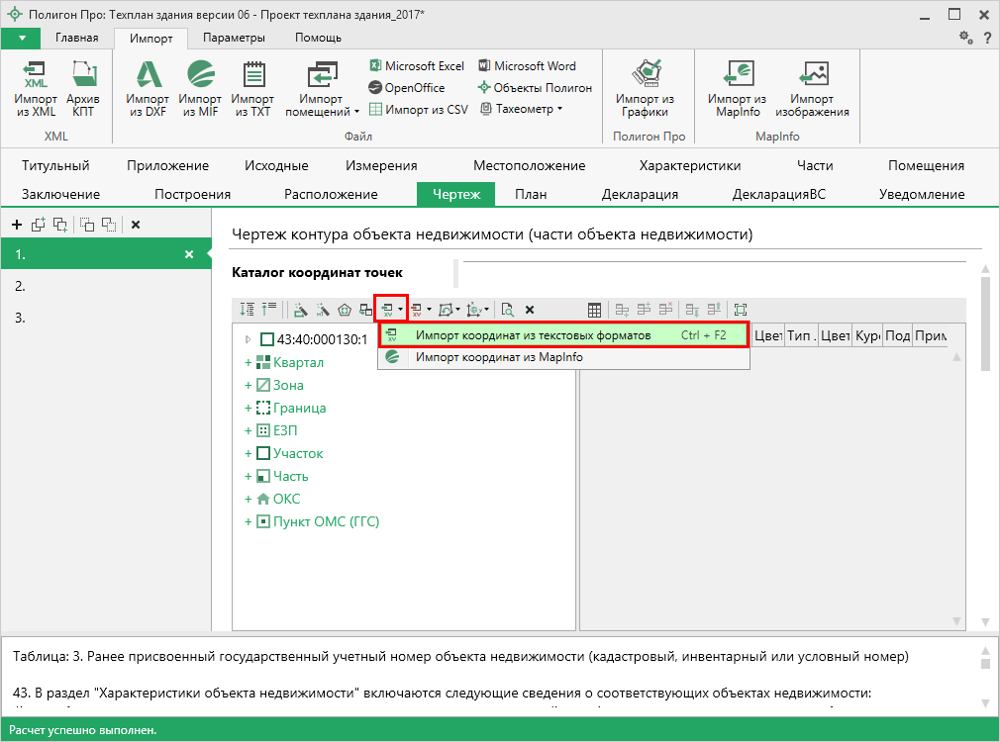 Полигон Про: Техплан здания версии 06 - Проект техплана здания_2017*
Главная Импорт Параметры Помощь ?
XML
Импорт из XML
Архив КПТ
Импорт из DXF
Импорт из MIF
Импорт из TXT
Импорт помещений
Microsoft Excel Microsoft Word
OpenOffice Объекты Полигон
Импорт из CSV Тахеометр
Импорт из Графики
Импорт из MapInfo
Импорт изображения
XML Файл Полигон Про MapInfo
Титульный Приложение Исходные Измерения Местоположение Характеристики Части Помещения
Заключение Построения Расположение Чертеж План Декларация ДекларацияВС Уведомление
1.
2.
3.
Чертеж контура объекта недвижимости (части объекта недвижимости)
Каталог координат точек
Импорт координат из текстовых форматов Ctrl + F2
Импорт координат из MapInfo
Цвет Тип . Цвет Курс Под Прим
43:40:000130:1
+ Квартал
+ Зона
+ Граница
+ ЕЗП
+ Участок
+ Часть
+ ОКС
+ Пункт ОМС (ГГС)
Таблица: 3. Ранее присвоенный государственный учетный номер объекта недвижимости (кадастровый, инвентарный или условный номер)
43. В раздел "Характеристики объекта недвижимости" включаются следующие сведения о соответствующих объектах недвижимости:
Расчет успешно выполнен.